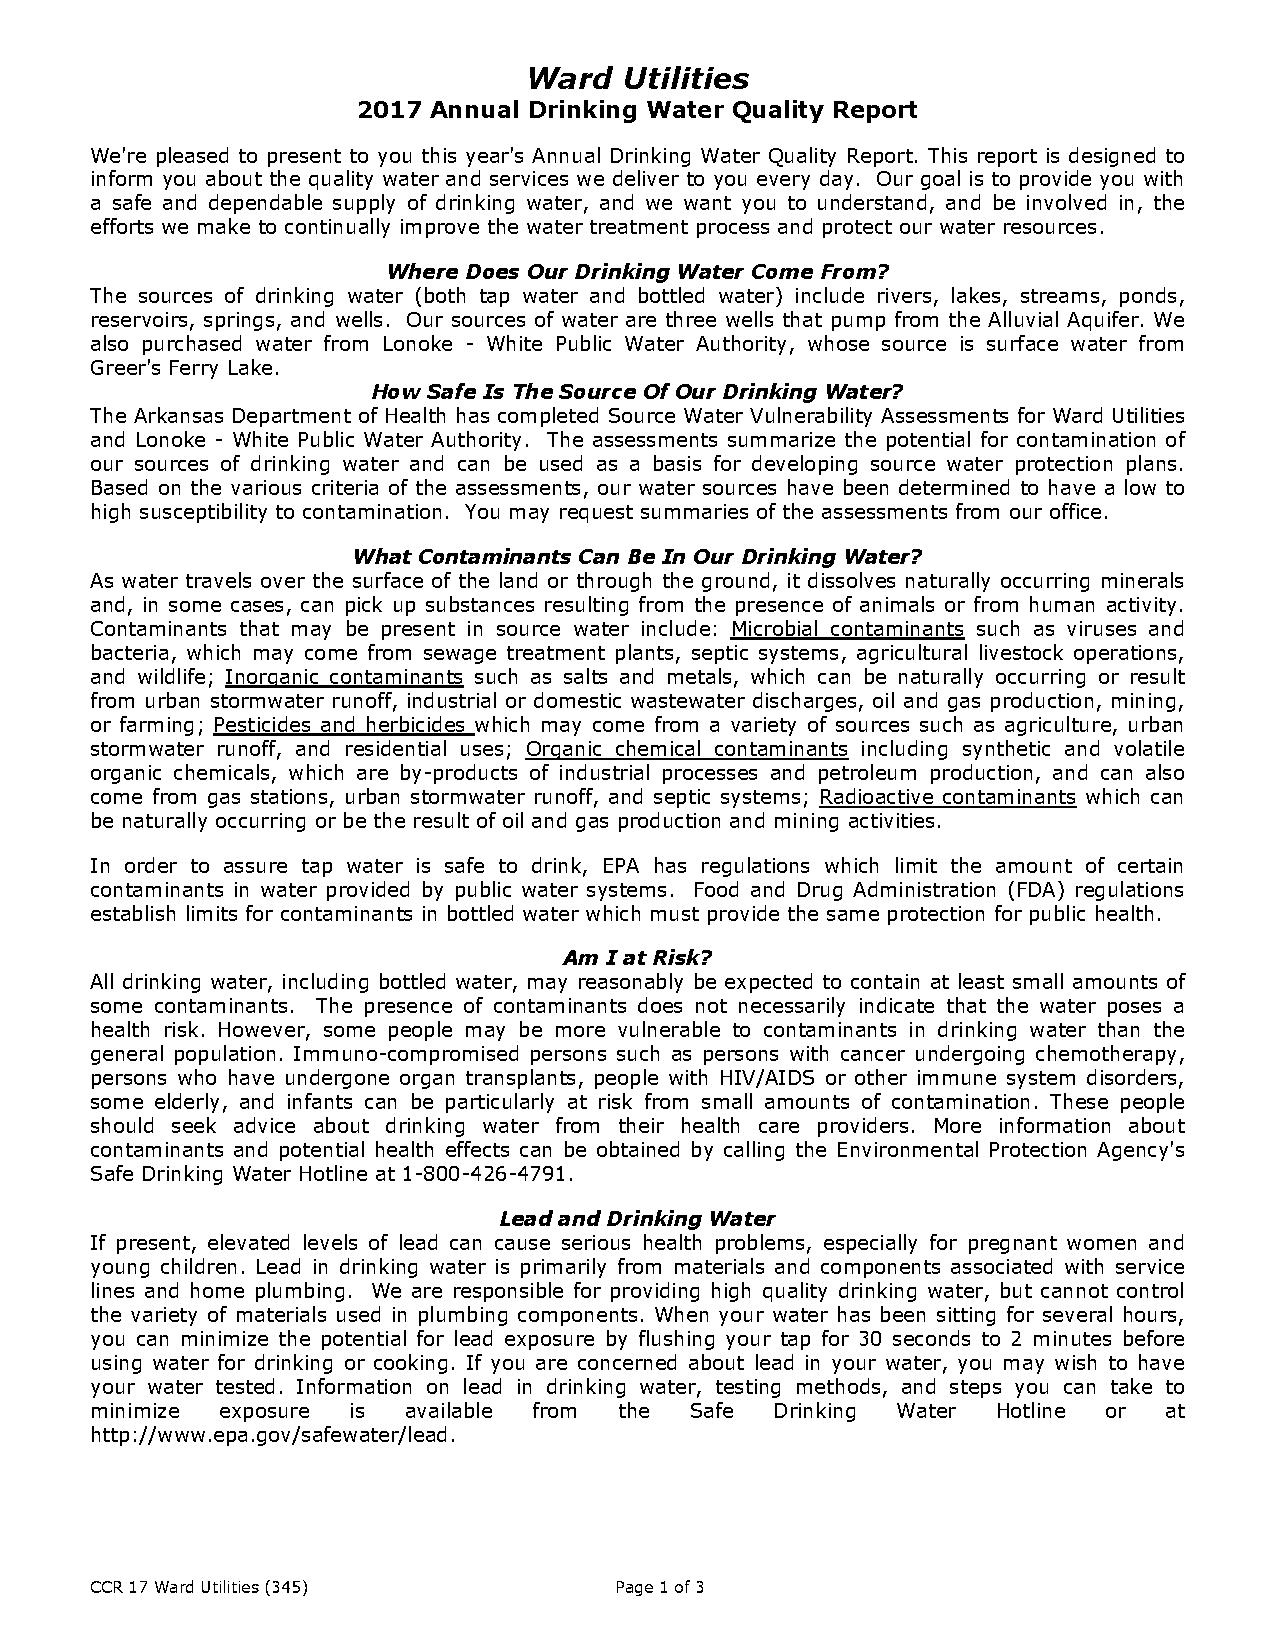 Ward Utilities
2017 Annual Drinking Water Quality Report
We're pleased to present to you this year's Annual Drinking Water Quality Report. This report is designed to
inform you about the quality water and services we deliver to you every day.  Our goal is to provide you with
a safe and dependable supply of drinking water, and we want you to understand, and be involved in, the
efforts we make to continually improve the water treatment process and protect our water resources.
Where Does Our Drinking Water Come From?
The sources of drinking water (both tap water and bottled water) include rivers, lakes, streams, ponds,
reservoirs, springs, and wells.  Our sources of water are three wells that pump from the Alluvial Aquifer. We
also purchased water from Lonoke - White Public Water Authority, whose source is surface water from
Greer's Ferry Lake.
How Safe Is The Source Of Our Drinking Water?
The Arkansas Department of Health has completed Source Water Vulnerability Assessments for Ward Utilities
and Lonoke - White Public Water Authority.  The assessments summarize the potential for contamination of
our sources of drinking water and can be used as a basis for developing source water protection plans.
Based on the various criteria of the assessments, our water sources have been determined to have a low to
high susceptibility to contamination.  You may request summaries of the assessments from our office.
What Contaminants Can Be In Our Drinking Water?
As water travels over the surface of the land or through the ground, it dissolves naturally occurring minerals
and, in some cases, can pick up substances resulting from the presence of animals or from human activity.
Contaminants that may be present in source water include: Microbial contaminants such as viruses and
bacteria, which may come from sewage treatment plants, septic systems, agricultural livestock operations,
and wildlife; Inorganic contaminants such as salts and metals, which can be naturally occurring or result
from urban stormwater runoff, industrial or domestic wastewater discharges, oil and gas production, mining,
or farming; Pesticides and herbicides which may come from a variety of sources such as agriculture, urban
stormwater runoff, and residential uses; Organic chemical contaminants including synthetic and volatile
organic chemicals, which are by-products of industrial processes and petroleum production, and can also
come from gas stations, urban stormwater runoff, and septic systems; Radioactive contaminants which can
be naturally occurring or be the result of oil and gas production and mining activities.
In order to assure tap water is safe to drink, EPA has regulations which limit the amount of certain
contaminants in water provided by public water systems.  Food and Drug Administration (FDA) regulations
establish limits for contaminants in bottled water which must provide the same protection for public health.
Am I at Risk?
All drinking water, including bottled water, may reasonably be expected to contain at least small amounts of
some contaminants.  The presence of contaminants does not necessarily indicate that the water poses a
health risk. However, some people may be more vulnerable to contaminants in drinking water than the
general population. Immuno-compromised persons such as persons with cancer undergoing chemotherapy,
persons who have undergone organ transplants, people with HIV/AIDS or other immune system disorders,
some elderly, and infants can be particularly at risk from small amounts of contamination. These people
should seek advice about drinking water from their health care providers. More information about
contaminants and potential health effects can be obtained by calling the Environmental Protection Agency's
Safe Drinking Water Hotline at 1-800-426-4791.
Lead and Drinking Water
If present, elevated levels of lead can cause serious health problems, especially for pregnant women and
young children. Lead in drinking water is primarily from materials and components associated with service
lines and home plumbing.  We are responsible for providing high quality drinking water, but cannot control
the variety of materials used in plumbing components. When your water has been sitting for several hours,
you can minimize the potential for lead exposure by flushing your tap for 30 seconds to 2 minutes before
using water for drinking or cooking. If you are concerned about lead in your water, you may wish to have
your water tested. Information on lead in drinking water, testing methods, and steps you can take to
minimize exposure is available from the Safe Drinking Water Hotline or at
http://www.epa.gov/safewater/lead.
CCR 17 Ward Utilities (345) Page 1 of 3